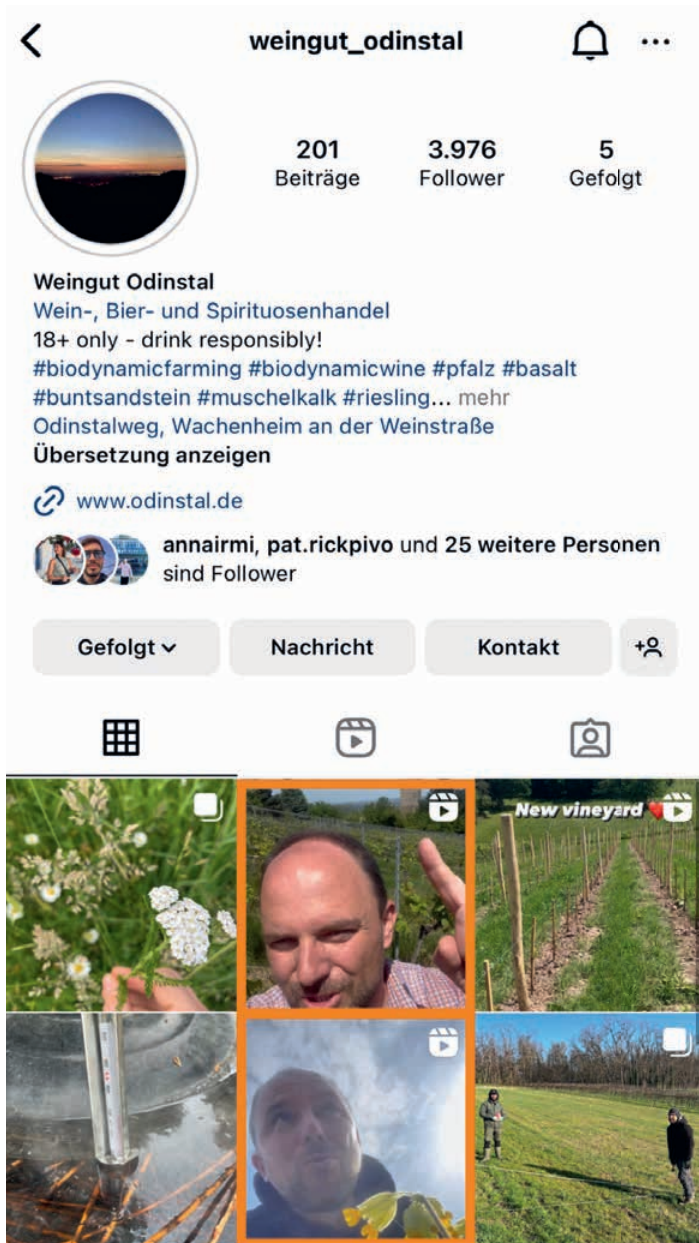 weingut_odinstal
201
3.976
5
Beiträge
Follower
Gefolgt
Weingut Odinstal
Wein-, Bier- und Spirituosenhandel
18+ only - drink responsibly!
#biodynamicfarming #biodynamicwine #pfalz #basalt
#buntsandstein #muschelkalk #riesling... mehr
Odinstalweg, Wachenheim an der Weinstraße
Übersetzung anzeigen
www.odinstal.de
annairmi, pat.rickpivo und 25 weitere Personen
sind Follower
Gefolgt
Nachricht
Kontakt
New vineyard